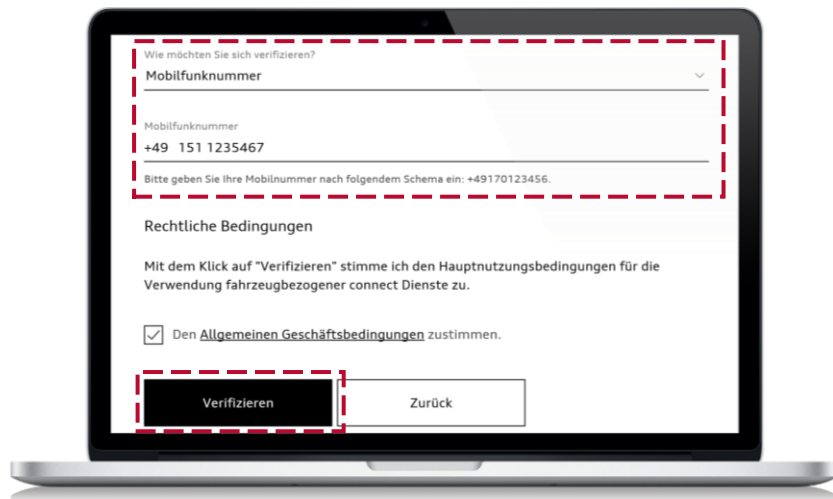 Wie möchten Sie sich verifizieren?
Mobilfunknummer
Mobilfunknummer
+49 151 1235467
Bitte geben Sie Ihre Mobilnummer nach folgendem Schema ein: +49170123456.
Rechtliche Bedingungen
Mit dem Klick auf "Verifizieren" stimme ich den Hauptnutzungsbedingungen für die
Verwendung fahrzeugbezogener connect Dienste zu.
Den Allgemeinen Geschäftsbedingungen zustimmen.
Verifizieren Zurück